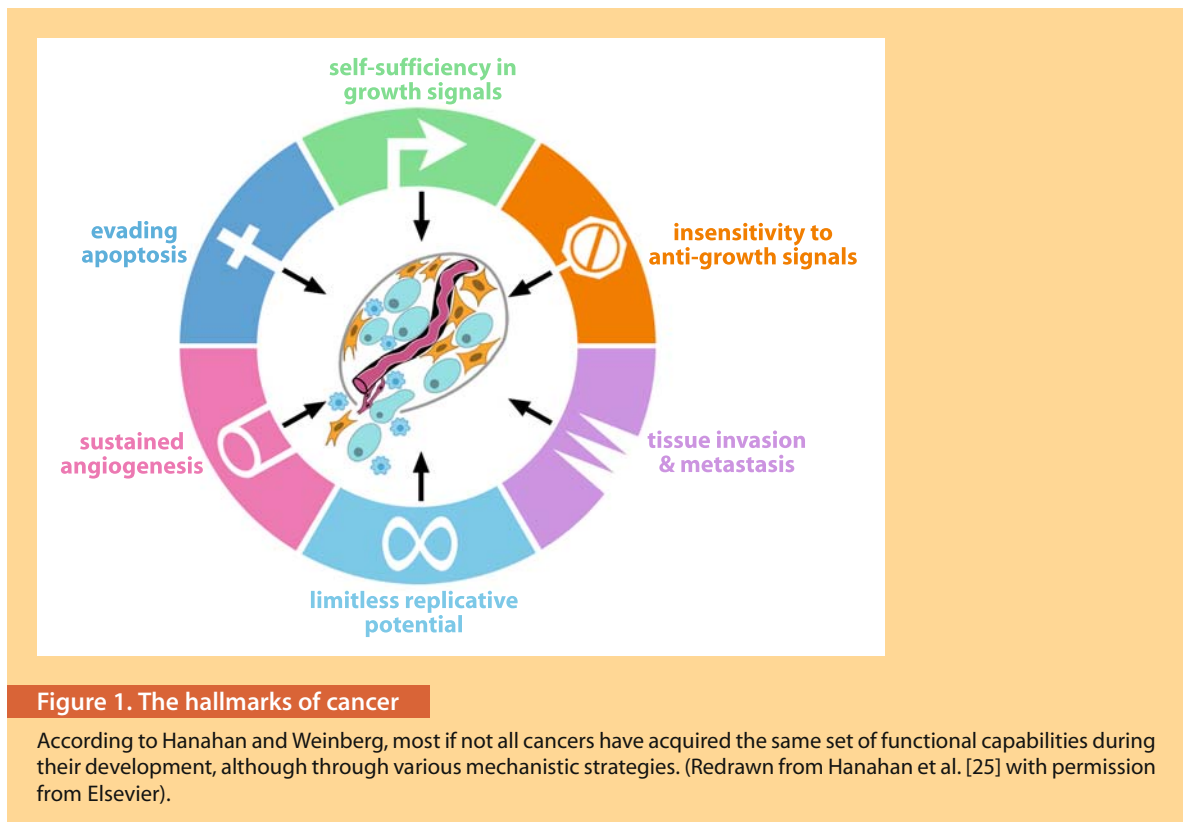 self-sufficiency in
growth signals
evading
apoptosis
insensitivity to
anti-growth signals
sustained
angiogenesis
tissue invasion
& metastasis
limitless replicative
potential
Figure 1. The hallmarks of cancer
According to Hanahan and Weinberg, most if not all cancers have acquired the same set of functional capabilities during
their development, although through various mechanistic strategies. (Redrawn from Hanahan et al. [25] with permission
from Elsevier).